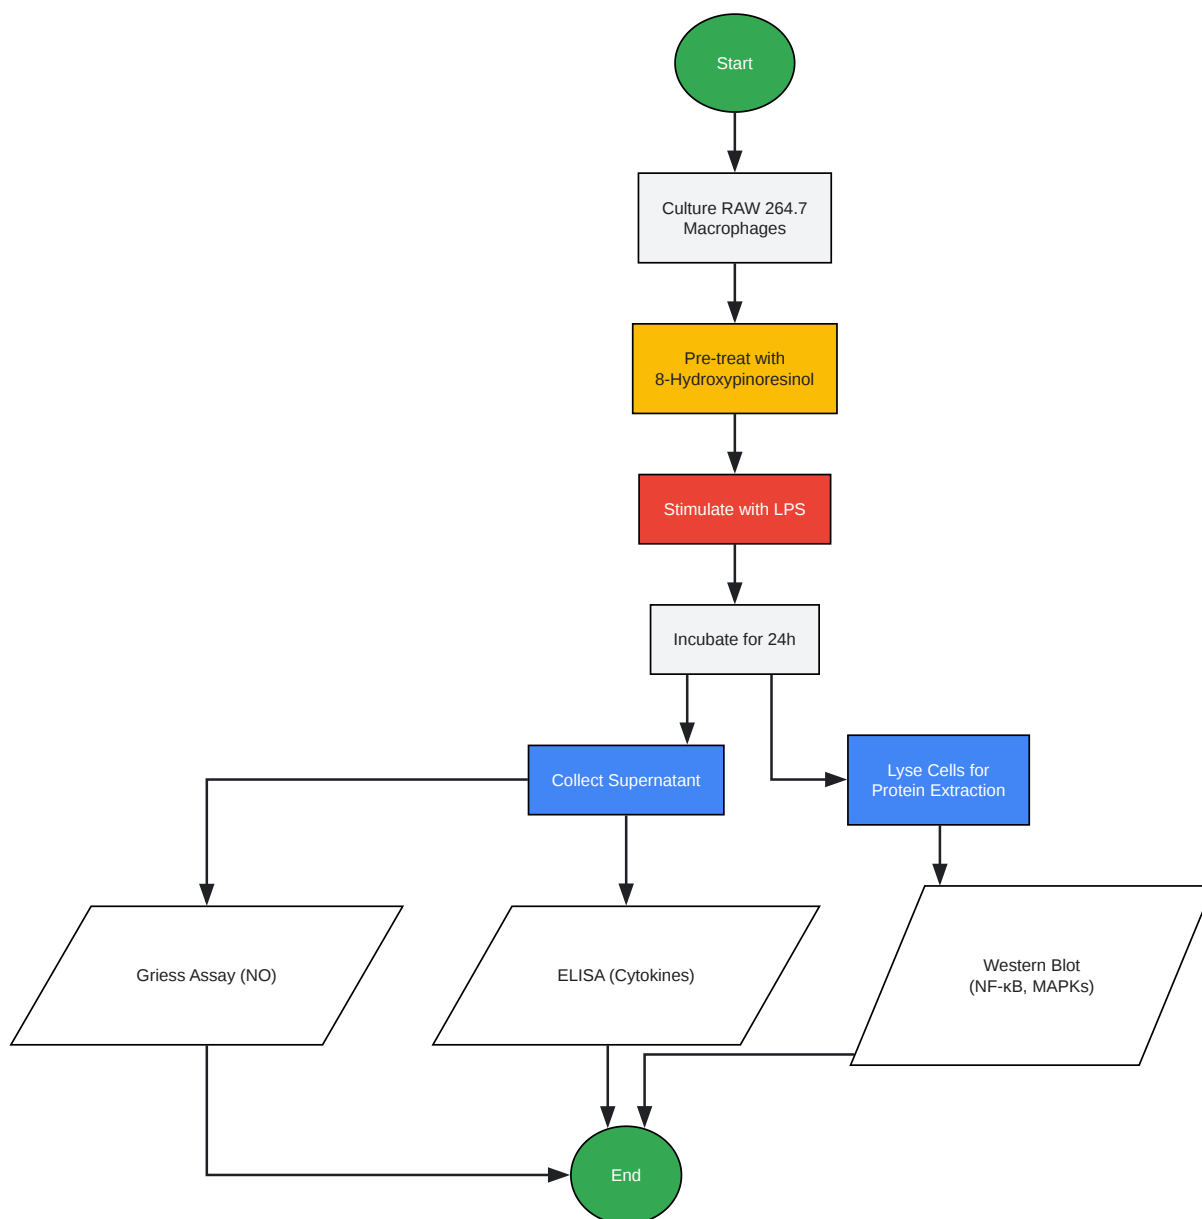 Start
Culture RAW 264.7
Macrophages
Pre-treat with
8-Hydroxypinoresinol
Stimulate with LPS
Incubate for 24h
Collect Supernatant
Lyse Cells for
Protein Extraction
Griess Assay (NO)
ELISA (Cytokines)
Western Blot
(NF-κB, MAPKs)
End